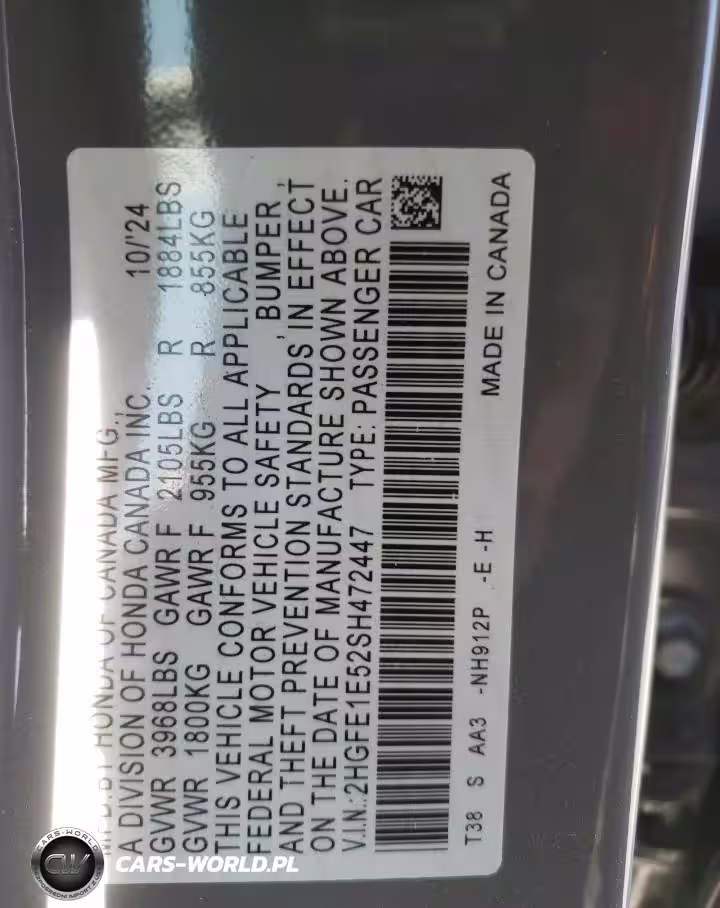 MFD.BY HONDA OF CANADA MFG.,
A DIVISION OF HONDA CANADA INC. 10/'24
GVWR 3968LBS GAWR F 2105LBS R 1884LBS
GVWR 1800KG GAWR F 955KG R 855KG
THIS VEHICLE CONFORMS TO ALL APPLICABLE
FEDERAL MOTOR VEHICLE SAFETY , BUMPER ,
AND THEFT PREVENTION STANDARDS IN EFFECT
ON THE DATE OF MANUFACTURE SHOWN ABOVE.
V.I.N.:2HGFE1E52SH472447 TYPE: PASSENGER CAR
T38 S AA3 -NH912P -E -H MADE IN CANADA
CARS-WORLD
CW
CARS-WORLD.PL